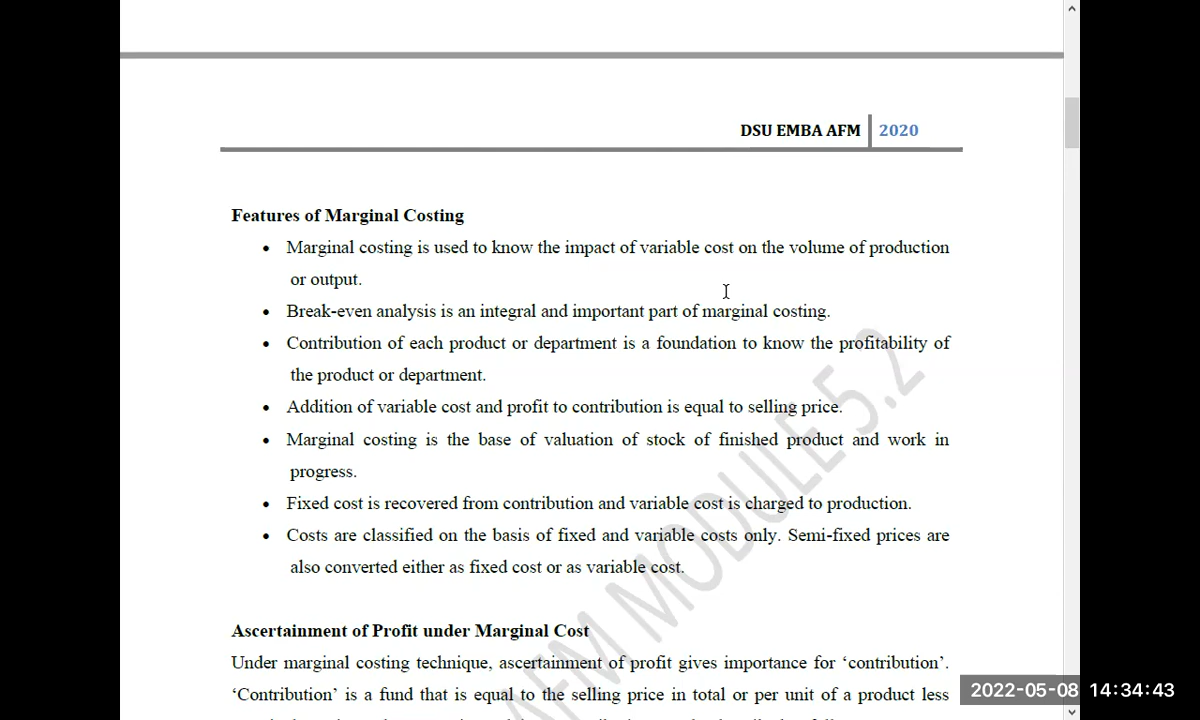 DSU EMBA AFM 2020
Features of Marginal Costing
• Marginal costing is used to know the impact of variable cost on the volume of production
or output.
• Break-even analysis is an integral and important part of marginal costing.
• Contribution of each product or department is a foundation to know the profitability of
the product or department.
• Addition of variable cost and profit to contribution is equal to selling price.
• Marginal costing is the base of valuation of stock of finished product and work in
progress.
• Fixed cost is recovered from contribution and variable cost is charged to production.
• Costs are classified on the basis of fixed and variable costs only. Semi-fixed prices are
also converted either as fixed cost or as variable cost.
AFM MODULE 5.2
Ascertainment of Profit under Marginal Cost
Under marginal costing technique, ascertainment of profit gives importance for ‘contribution’.
‘Contribution’ is a fund that is equal to the selling price in total or per unit of a product less
2022-05-08 14:34:43